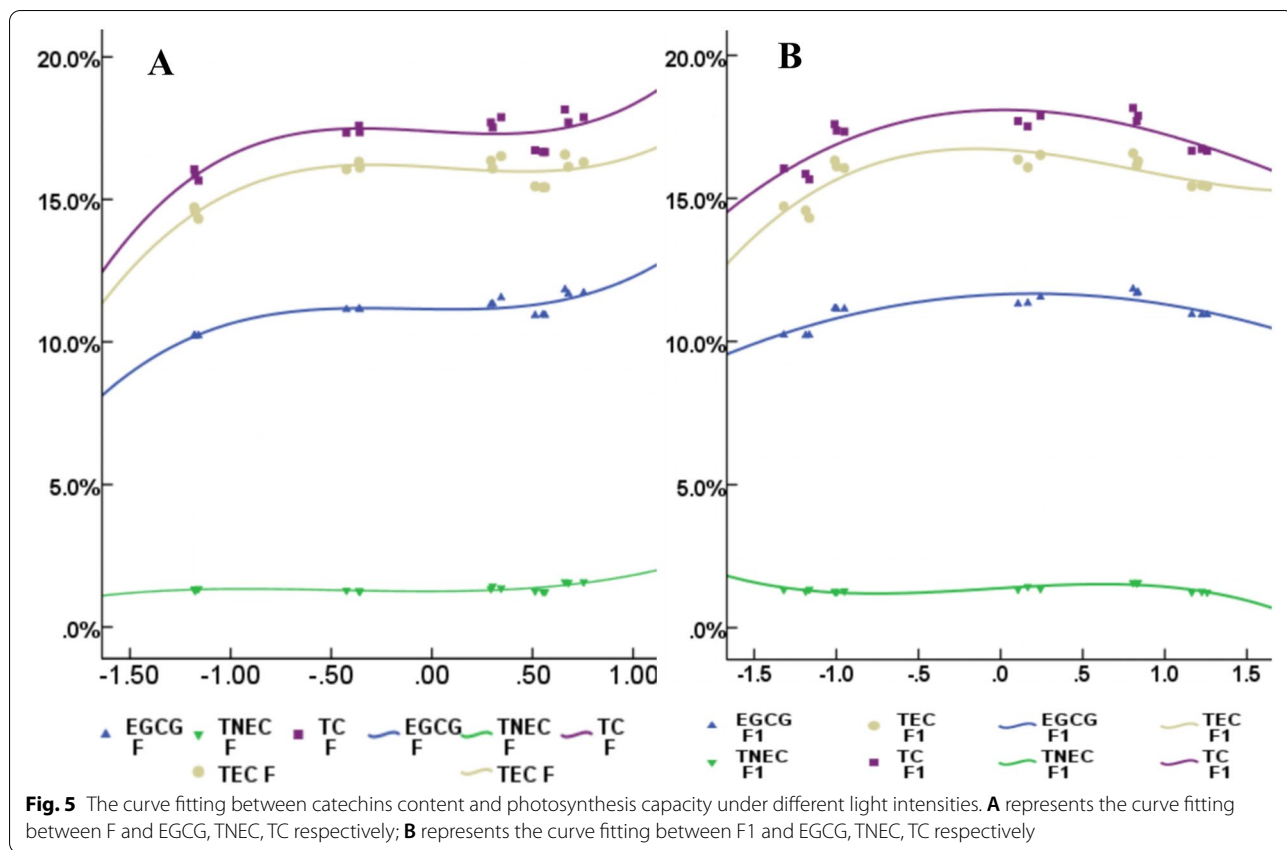 A
20.0%
15.0%
10.0%
5.0%
.0%
-1.50 -1.00 -.50 .00 .50 1.00
EGCG F TNEC F TC F EGCG F TNEC F TC F
TEC F TEC F
B
20.0%
15.0%
10.0%
5.0%
.0%
-1.5 -1.0 -.5 .0 .5 1.0 1.5
EGCG F1 TEC F1 EGCG F1 TEC F1
TNEC F1 TC F1 TNEC F1 TC F1
Fig. 5 The curve fitting between catechins content and photosynthesis capacity under different light intensities. A represents the curve fitting
between F and EGCG, TNEC, TC respectively; B represents the curve fitting between F1 and EGCG, TNEC, TC respectively